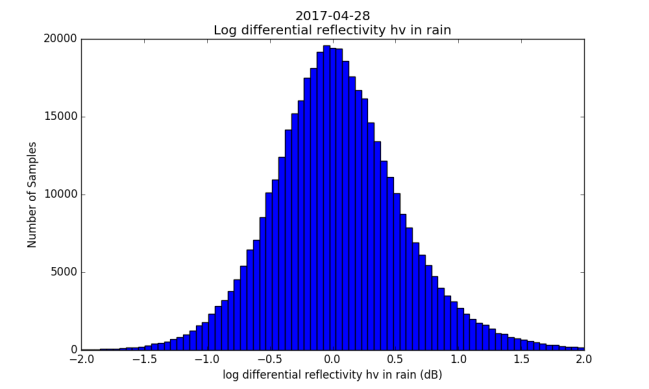 2017-04-28
Log differential reflectivity hv in rain
20000
15000
10000
5000
0
Number of Samples
−2.0 −1.5 −1.0 −0.5 0.0 0.5 1.0 1.5 2.0
log differential reflectivity hv in rain (dB)